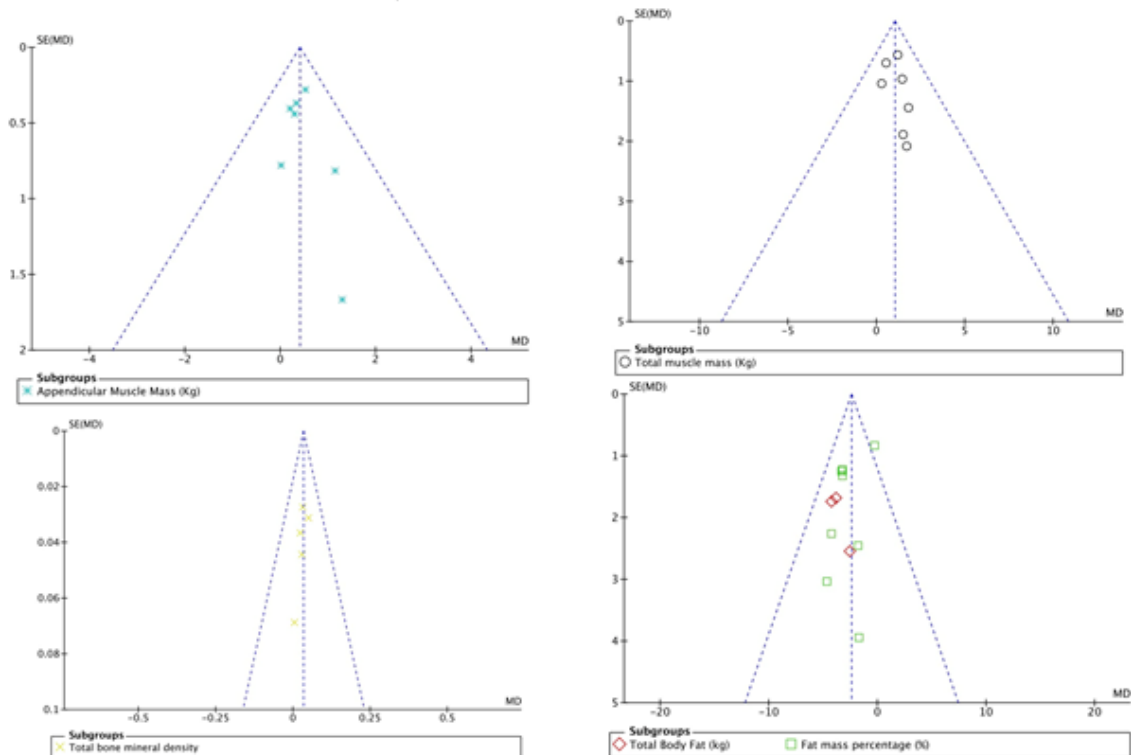 SE(MD)
0
0.5
1
1.5
2
-4
-2
0
2
4
MD
Subgroups
Appendicular Muscle Mass (Kg)
SE(MD)
0
1
2
3
4
5
-10
-5
0
5
10
MD
Subgroups
Total muscle mass (Kg)
SE(MD)
0
0.02
0.04
0.06
0.08
0.1
-0.5
-0.25
0
0.25
0.5
MD
Subgroups
Total bone mineral density
SE(MD)
0
1
2
3
4
5
-20
-10
0
10
20
MD
Subgroups
Total Body Fat (kg) Fat mass percentage (%)